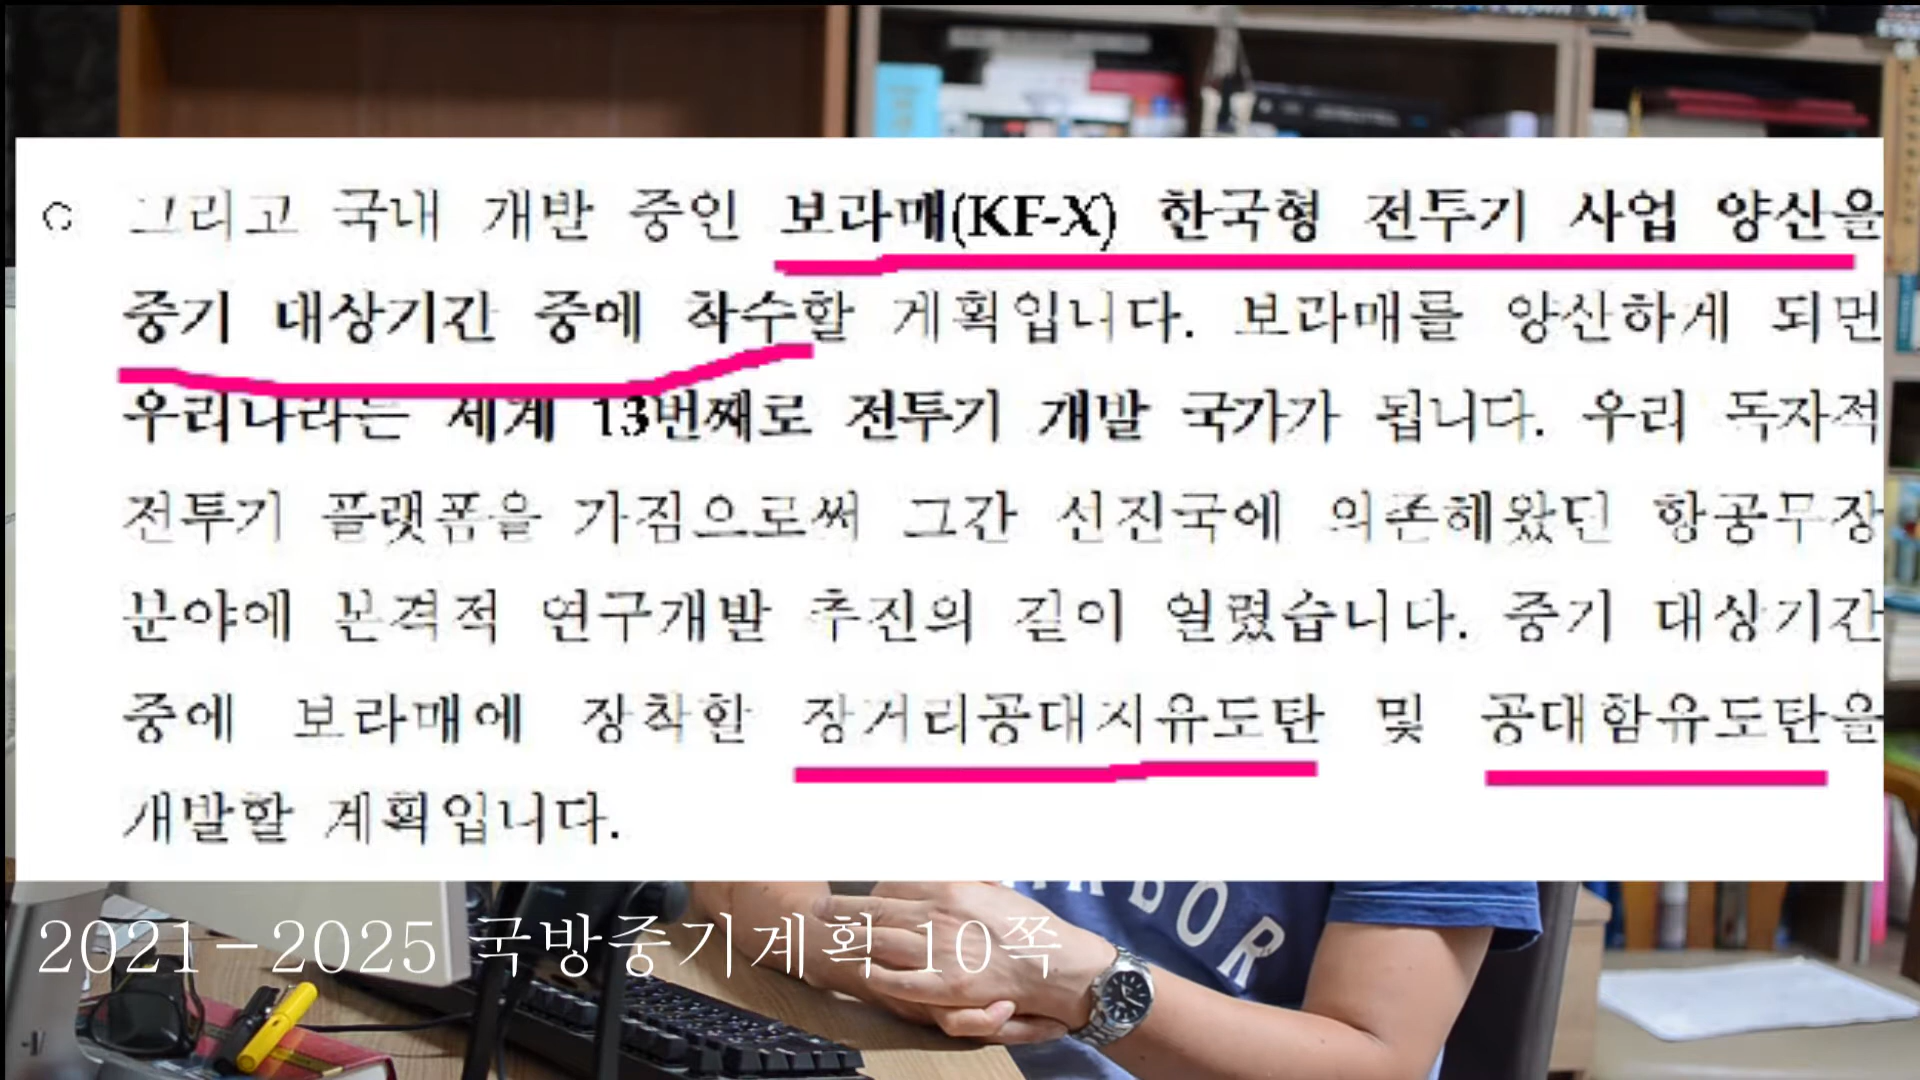 ㅇ 그리고 국내 개발 중인 보라매(KF-X) 한국형 전투기 사업 양산을
중기 대상기간 중에 착수할 계획입니다. 보라매를 양산하게 되면
우리나라는 세계 13번째로 전투기 개발 국가가 됩니다. 우리 독자적
전투기 플랫폼을 가짐으로써 그간 선진국에 의존해왔던 항공무장
분야에 본격적 연구개발 추진의 길이 열렸습니다. 중기 대상기간
중에 보라매에 장착할 장거리공대지유도탄 및 공대함유도탄을
개발할 계획입니다.
2021-2025 국방중기계획 10쪽